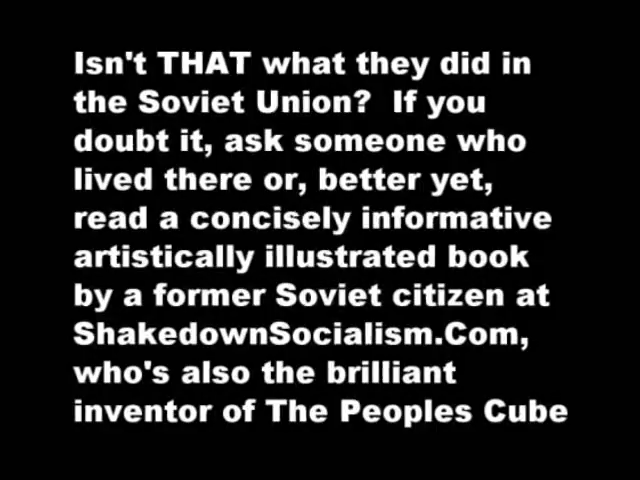 Isn't THAT what they did in
the Soviet Union?  If you
doubt it, ask someone who
lived there or, better yet,
read a concisely informative
artistically illustrated book
by a former Soviet citizen at
ShakedownSocialism.Com,
who's also the brilliant
inventor of The Peoples Cube